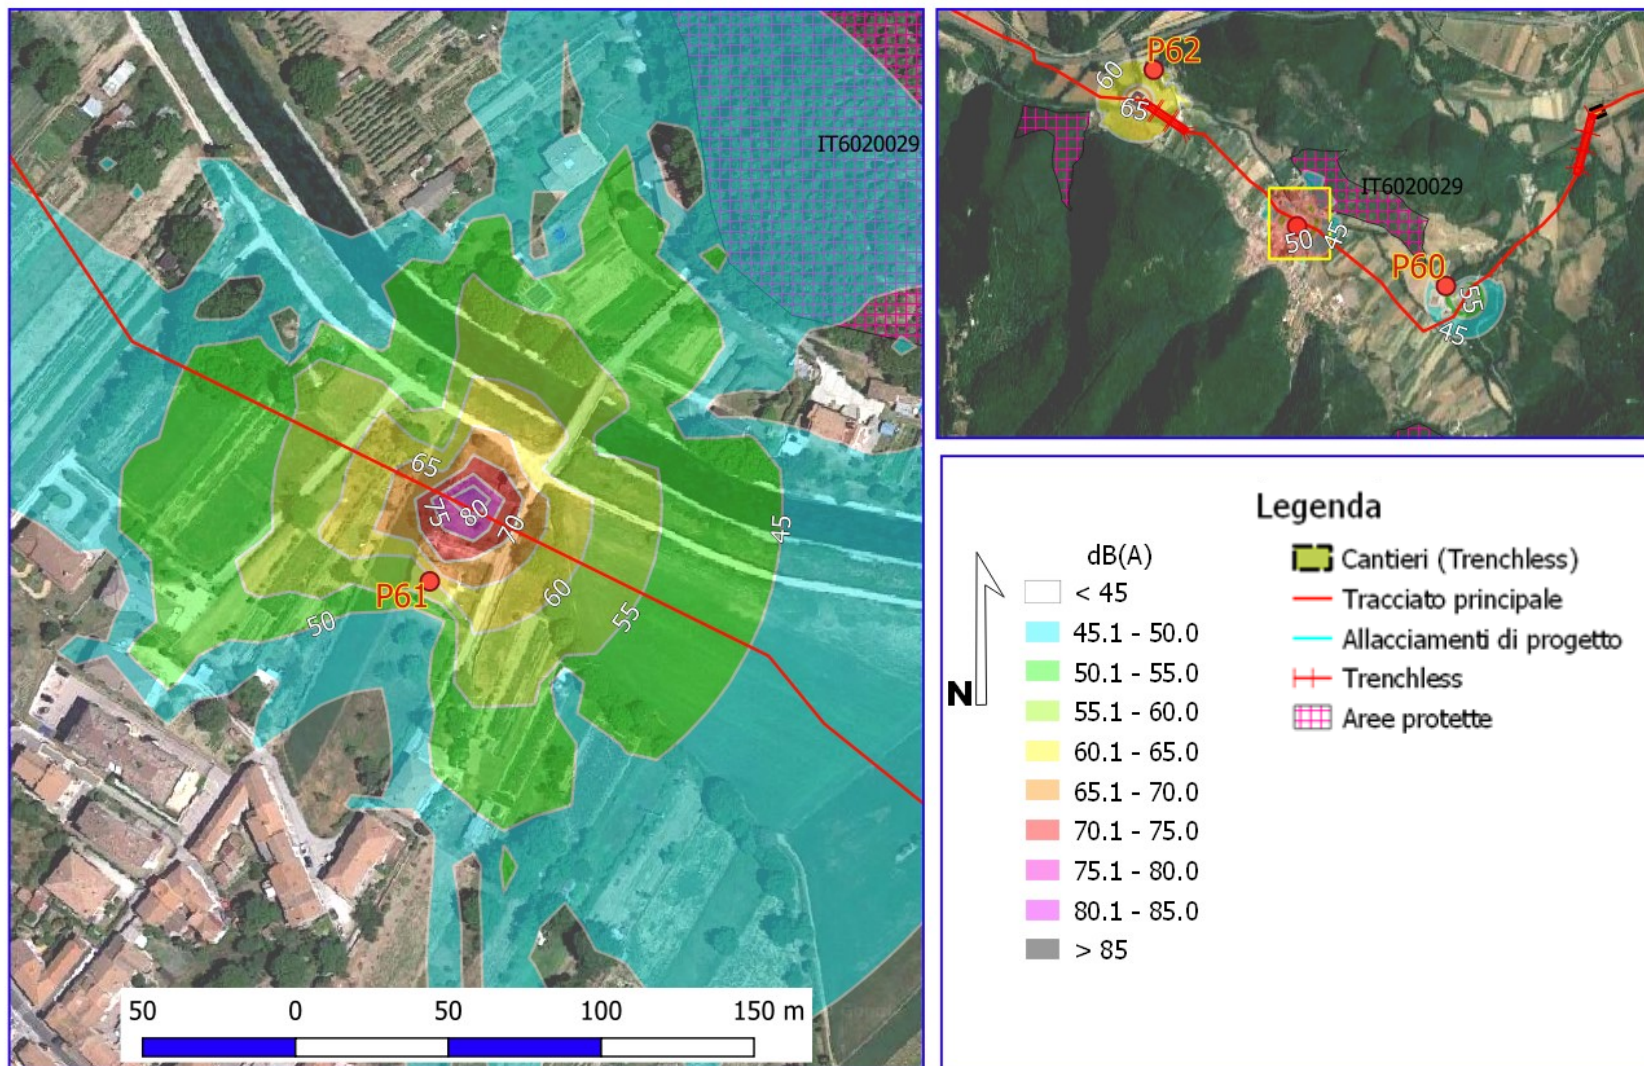 IT6020029
65
75
80
70
45
P61
60
55
50
50 0 50 100 150 m
P62
60
65
IT6020029
50
45
P60
55
45
Legenda
dB(A)
< 45
45.1 - 50.0
50.1 - 55.0
55.1 - 60.0
60.1 - 65.0
65.1 - 70.0
70.1 - 75.0
75.1 - 80.0
80.1 - 85.0
> 85
N
Cantieri (Trenchless)
Tracciato principale
Allacciamenti di progetto
Trenchless
Aree protette